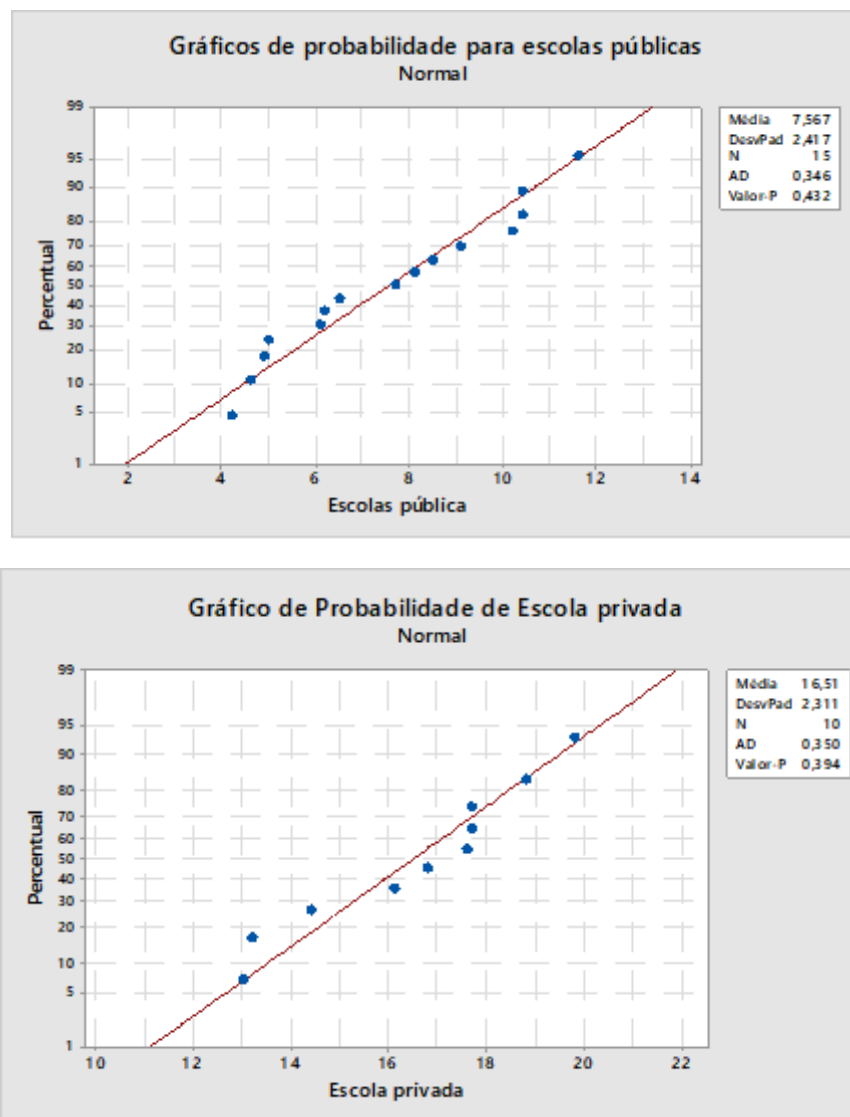 Gráficos de probabilidade para escolas públicas
Normal
99
95
90
80
70
60
50
40
30
20
10
5
1
Percentual
2 4 6 8 10 12 14
Escolas pública
Média 7,567
DesvPad 2,417
N 15
AD 0,346
Valor-P 0,432
Gráfico de Probabilidade de Escola privada
Normal
99
95
90
80
70
60
50
40
30
20
10
5
1
Percentual
10 12 14 16 18 20 22
Escola privada
Média 16,51
DesvPad 2,311
N 10
AD 0,350
Valor-P 0,394